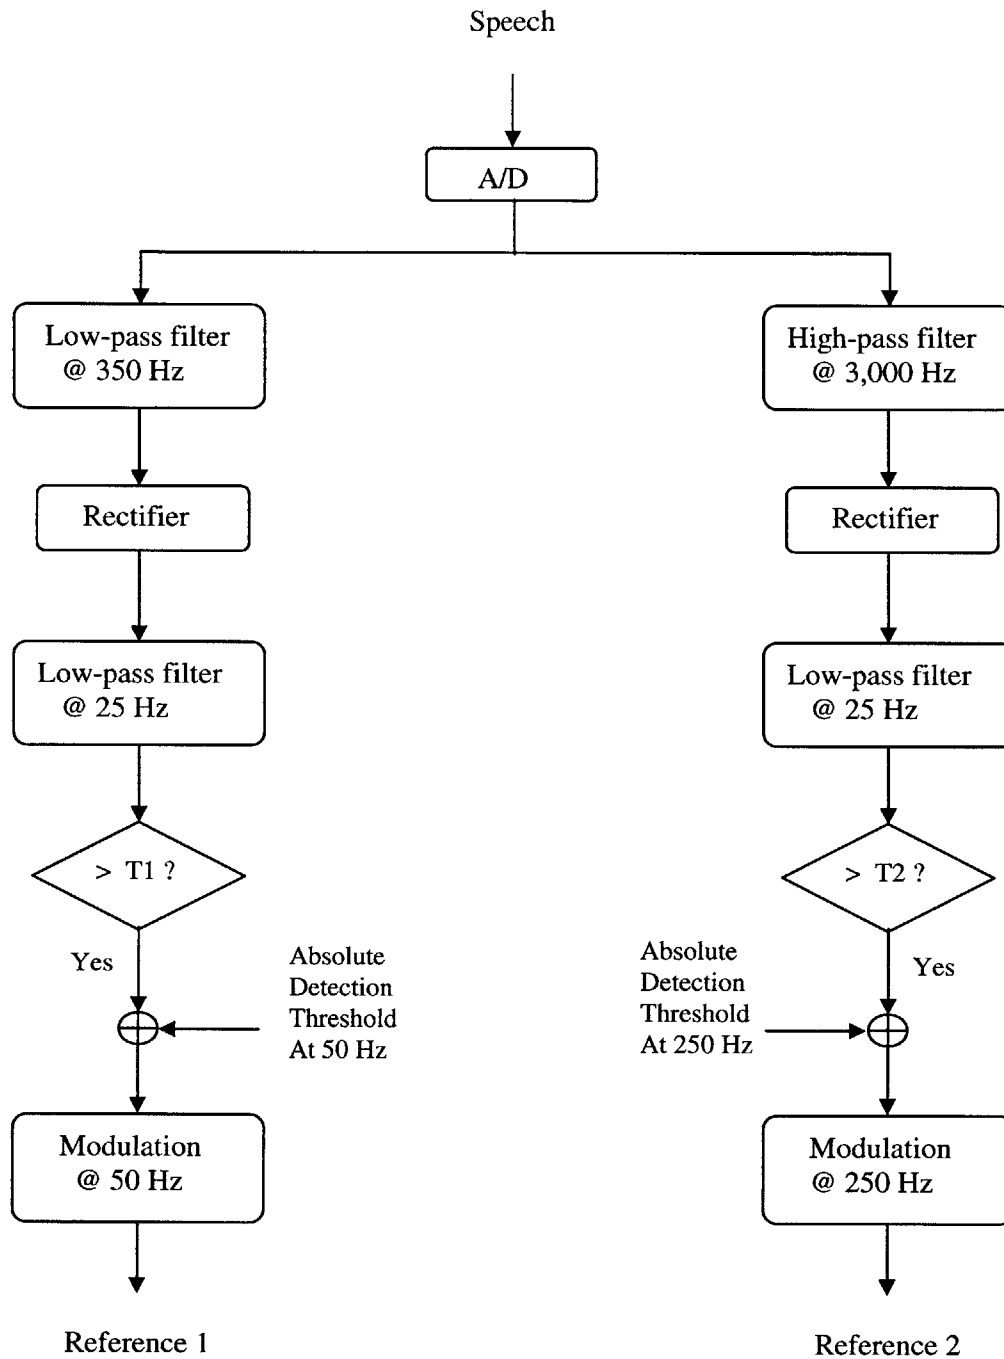 Speech
A/D
Low-pass filter
@ 350 Hz
High-pass filter
@ 3,000 Hz
Rectifier
Rectifier
Low-pass filter
@ 25 Hz
Low-pass filter
@ 25 Hz
> T1 ?
> T2 ?
Yes
Absolute
Detection
Threshold
At 50 Hz
Absolute
Detection
Threshold
At 250 Hz
Yes
Modulation
@ 50 Hz
Modulation
@ 250 Hz
Reference 1
Reference 2